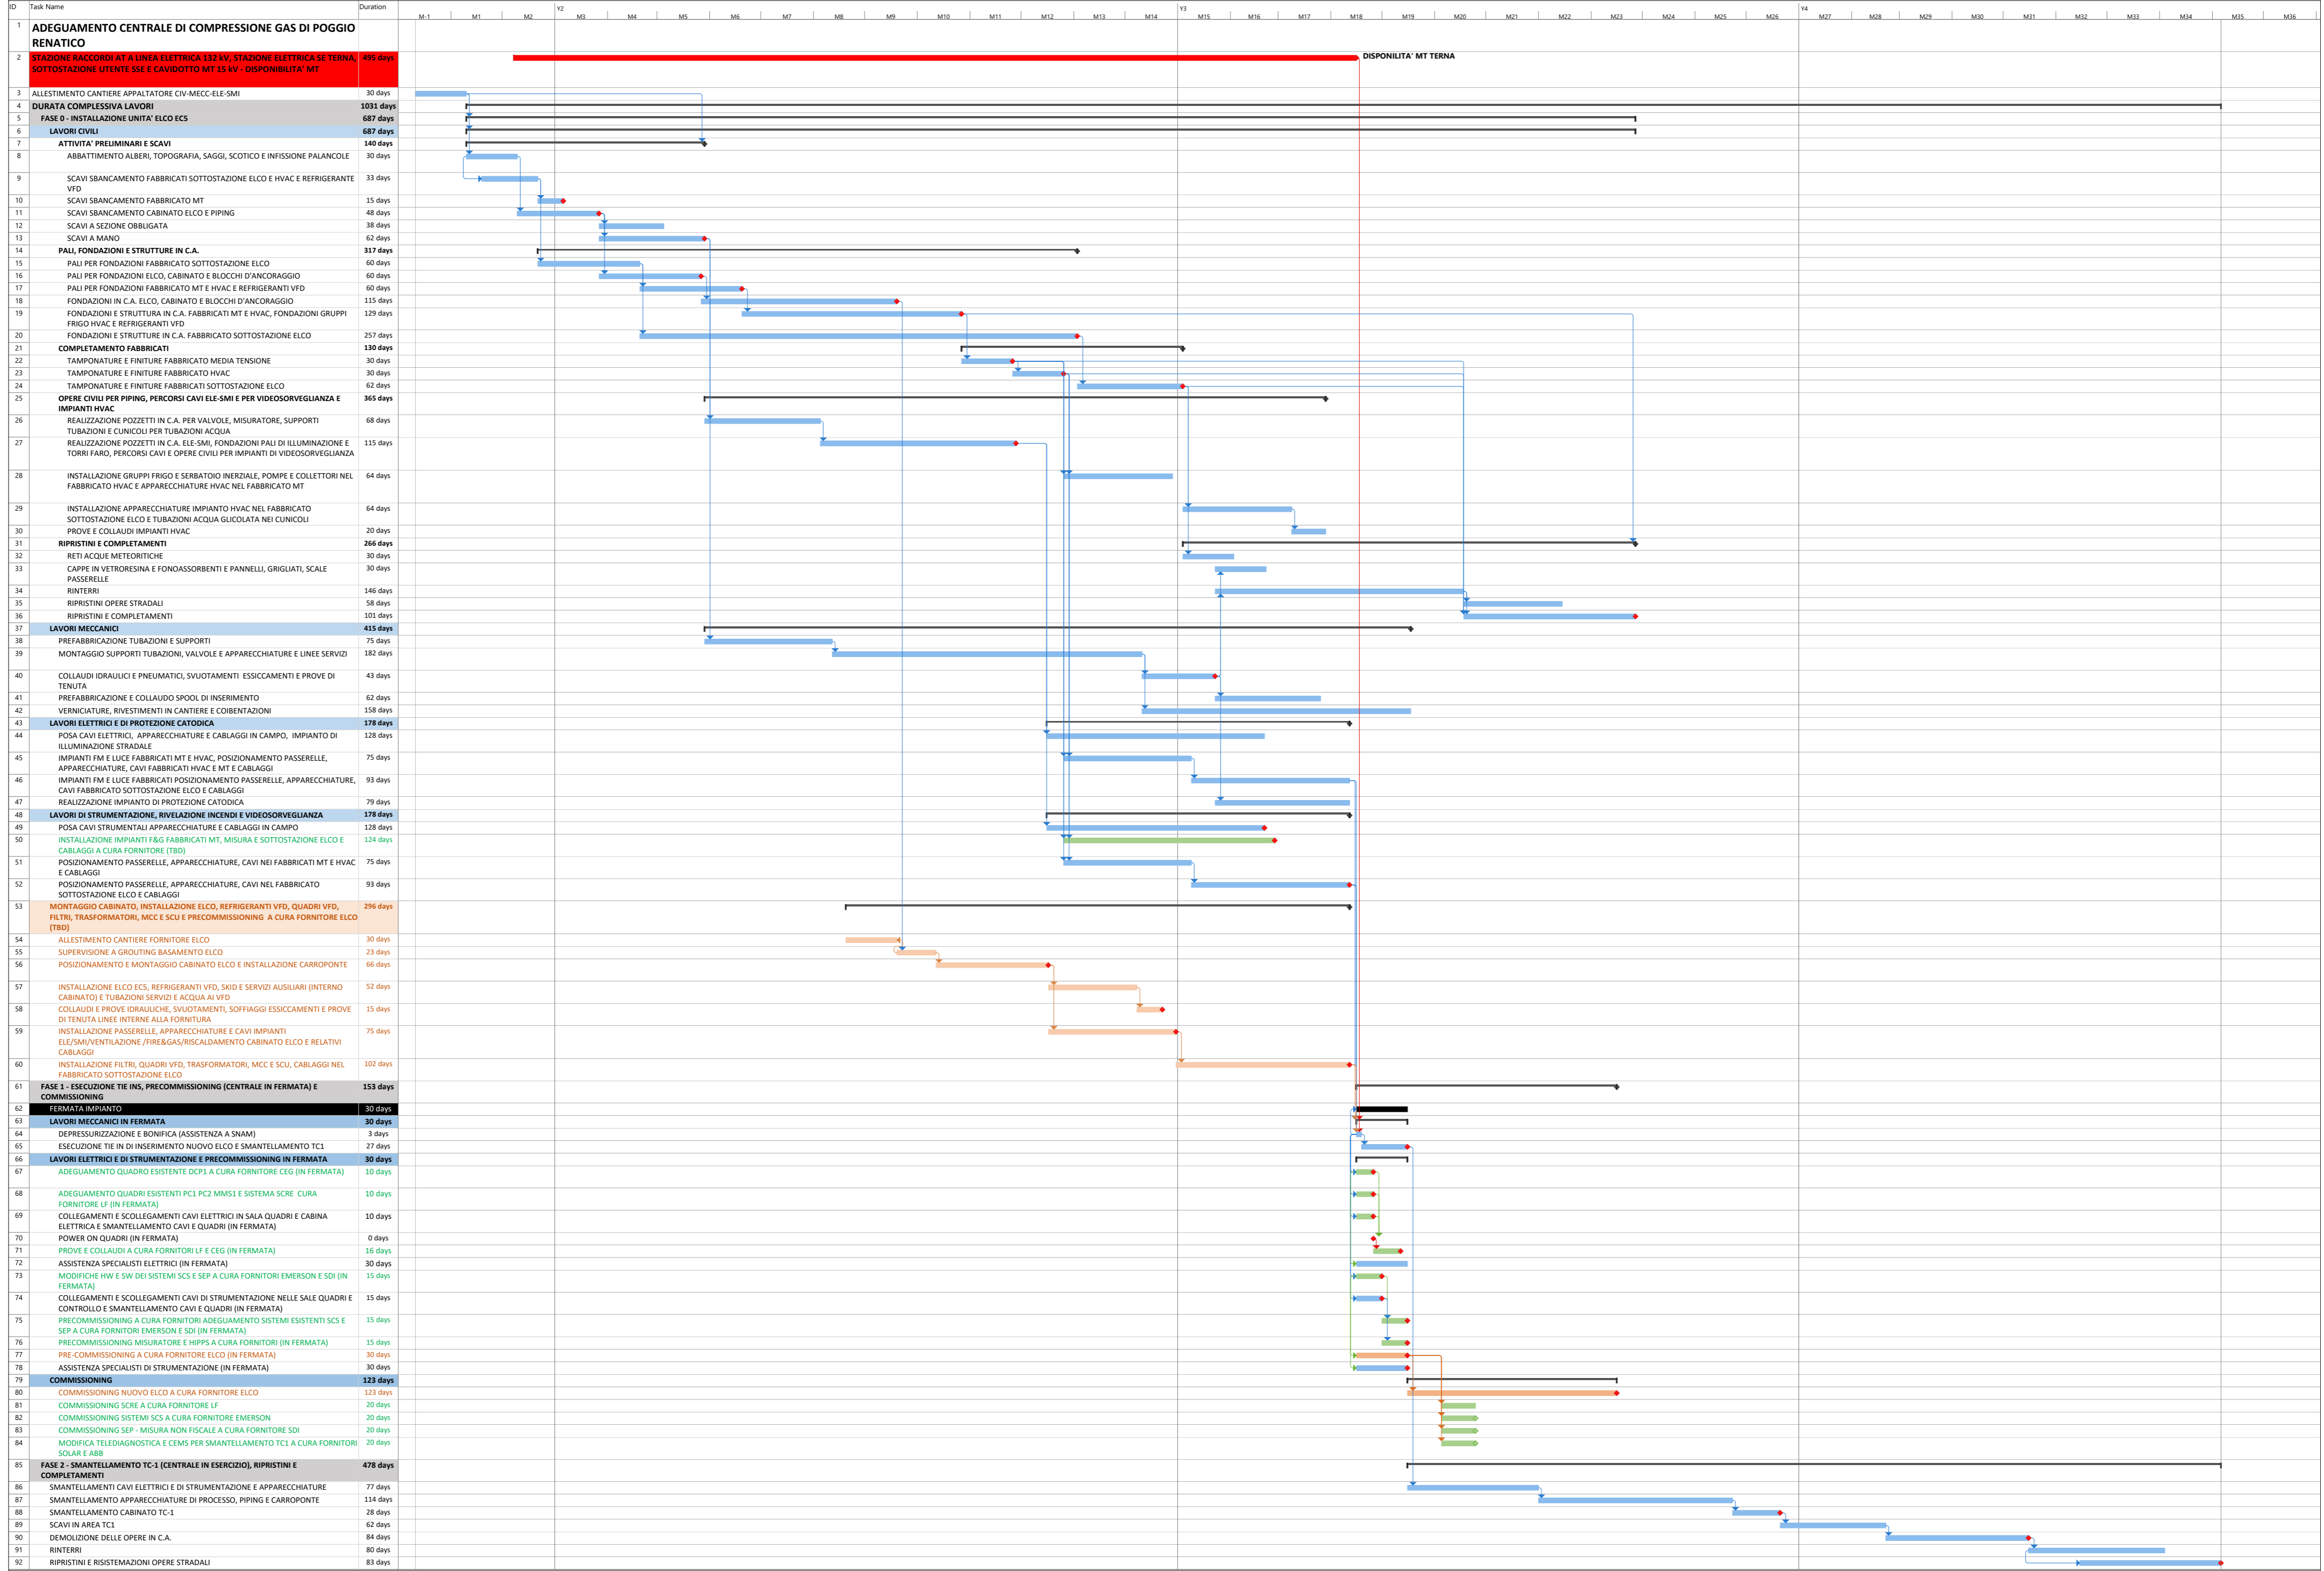 ID Task Name Duration
Y2 Y3 Y4
M-1 M1 M2 M3 M4 M5 M6 M7 M8 M9 M10 M11 M12 M13 M14 M15 M16 M17 M18 M19 M20 M21 M22 M23 M24 M25 M26 M27 M28 M29 M30 M31 M32 M33 M34 M35 M36
1 ADEGUAMENTO CENTRALE DI COMPRESSIONE GAS DI POGGIO
RENATICO
2 STAZIONE RACCORDI AT A LINEA ELETTRICA 132 kV, STAZIONE ELETTRICA SE TERNA, 495 days
SOTTOSTAZIONE UTENTE SSE E CAVIDOTTO MT 15 kV - DISPONIBILITA' MT
DISPONILITA' MT TERNA
3 ALLESTIMENTO CANTIERE APPALTATORE CIV-MECC-ELE-SMI 30 days
4 DURATA COMPLESSIVA LAVORI 1031 days
5 FASE 0 - INSTALLAZIONE UNITA' ELCO EC5 687 days
6 LAVORI CIVILI 687 days
7 ATTIVITA' PRELIMINARI E SCAVI 140 days
8 ABBATTIMENTO ALBERI, TOPOGRAFIA, SAGGI, SCOTICO E INFISSIONE PALANCOLE 30 days
9 SCAVI SBANCAMENTO FABBRICATI SOTTOSTAZIONE ELCO E HVAC E REFRIGERANTE 33 days
VFD
10 SCAVI SBANCAMENTO FABBRICATO MT 15 days
11 SCAVI SBANCAMENTO CABINATO ELCO E PIPING 48 days
12 SCAVI A SEZIONE OBBLIGATA 38 days
13 SCAVI A MANO 62 days
14 PALI, FONDAZIONI E STRUTTURE IN C.A. 317 days
15 PALI PER FONDAZIONI FABBRICATO SOTTOSTAZIONE ELCO 60 days
16 PALI PER FONDAZIONI ELCO, CABINATO E BLOCCHI D'ANCORAGGIO 60 days
17 PALI PER FONDAZIONI FABBRICATO MT E HVAC E REFRIGERANTI VFD 60 days
18 FONDAZIONI IN C.A. ELCO, CABINATO E BLOCCHI D'ANCORAGGIO 115 days
19 FONDAZIONI E STRUTTURA IN C.A. FABBRICATI MT E HVAC, FONDAZIONI GRUPPI 129 days
FRIGO HVAC E REFRIGERANTI VFD
20 FONDAZIONI E STRUTTURE IN C.A. FABBRICATO SOTTOSTAZIONE ELCO 257 days
21 COMPLETAMENTO FABBRICATI 130 days
22 TAMPONATURE E FINITURE FABBRICATO MEDIA TENSIONE 30 days
23 TAMPONATURE E FINITURE FABBRICATO HVAC 30 days
24 TAMPONATURE E FINITURE FABBRICATI SOTTOSTAZIONE ELCO 62 days
25 OPERE CIVILI PER PIPING, PERCORSI CAVI ELE-SMI E PER VIDEOSORVEGLIANZA E 365 days
IMPIANTI HVAC
26 REALIZZAZIONE POZZETTI IN C.A. PER VALVOLE, MISURATORE, SUPPORTI 68 days
TUBAZIONI E CUNICOLI PER TUBAZIONI ACQUA
27 REALIZZAZIONE POZZETTI IN C.A. ELE-SMI, FONDAZIONI PALI DI ILLUMINAZIONE E 115 days
TORRI FARO, PERCORSI CAVI E OPERE CIVILI PER IMPIANTI DI VIDEOSORVEGLIANZA
28 INSTALLAZIONE GRUPPI FRIGO E SERBATOIO INERZIALE, POMPE E COLLETTORI NEL 64 days
FABBRICATO HVAC E APPARECCHIATURE HVAC NEL FABBRICATO MT
29 INSTALLAZIONE APPARECCHIATURE IMPIANTO HVAC NEL FABBRICATO 64 days
SOTTOSTAZIONE ELCO E TUBAZIONI ACQUA GLICOLATA NEI CUNICOLI
30 PROVE E COLLAUDI IMPIANTI HVAC 20 days
31 RIPRISTINI E COMPLETAMENTI 266 days
32 RETI ACQUE METEORITICHE 30 days
33 CAPPE IN VETRORESINA E FONOASSORBENTI E PANNELLI, GRIGLIATI, SCALE 30 days
PASSERELLE
34 RINTERRI 146 days
35 RIPRISTINI OPERE STRADALI 58 days
36 RIPRISTINI E COMPLETAMENTI 101 days
37 LAVORI MECCANICI 415 days
38 PREFABBRICAZIONE TUBAZIONI E SUPPORTI 75 days
39 MONTAGGIO SUPPORTI TUBAZIONI, VALVOLE E APPARECCHIATURE E LINEE SERVIZI 182 days
40 COLLAUDI IDRAULICI E PNEUMATICI, SVUOTAMENTI ESSICCAMENTI E PROVE DI 43 days
TENUTA
41 PREFABBRICAZIONE E COLLAUDO SPOOL DI INSERIMENTO 62 days
42 VERNICIATURE, RIVESTIMENTI IN CANTIERE E COIBENTAZIONI 158 days
43 LAVORI ELETTRICI E DI PROTEZIONE CATODICA 178 days
44 POSA CAVI ELETTRICI, APPARECCHIATURE E CABLAGGI IN CAMPO, IMPIANTO DI 128 days
ILLUMINAZIONE STRADALE
45 IMPIANTI FM E LUCE FABBRICATI MT E HVAC, POSIZIONAMENTO PASSERELLE, 75 days
APPARECCHIATURE, CAVI FABBRICATI HVAC E MT E CABLAGGI
46 IMPIANTI FM E LUCE FABBRICATI POSIZIONAMENTO PASSERELLE, APPARECCHIATURE, 93 days
CAVI FABBRICATO SOTTOSTAZIONE ELCO E CABLAGGI
47 REALIZZAZIONE IMPIANTO DI PROTEZIONE CATODICA 79 days
48 LAVORI DI STRUMENTAZIONE, RIVELAZIONE INCENDI E VIDEOSORVEGLIANZA 178 days
49 POSA CAVI STRUMENTALI APPARECCHIATURE E CABLAGGI IN CAMPO 128 days
50 INSTALLAZIONE IMPIANTI F&G FABBRICATI MT, MISURA E SOTTOSTAZIONE ELCO E 124 days
CABLAGGI A CURA FORNITORE (TBD)
51 POSIZIONAMENTO PASSERELLE, APPARECCHIATURE, CAVI NEI FABBRICATI MT E HVAC 75 days
E CABLAGGI
52 POSIZIONAMENTO PASSERELLE, APPARECCHIATURE, CAVI NEL FABBRICATO 93 days
SOTTOSTAZIONE ELCO E CABLAGGI
53 MONTAGGIO CABINATO, INSTALLAZIONE ELCO, REFRIGERANTI VFD, QUADRI VFD, 296 days
FILTRI, TRASFORMATORI, MCC E SCU E PRECOMMISSIONING A CURA FORNITORE ELCO
(TBD)
54 ALLESTIMENTO CANTIERE FORNITORE ELCO 30 days
55 SUPERVISIONE A GROUTING BASAMENTO ELCO 23 days
56 POSIZIONAMENTO E MONTAGGIO CABINATO ELCO E INSTALLAZIONE CARROPONTE 66 days
57 INSTALLAZIONE ELCO EC5, REFRIGERANTI VFD, SKID E SERVIZI AUSILIARI (INTERNO 52 days
CABINATO) E TUBAZIONI SERVIZI E ACQUA AI VFD
58 COLLAUDI E PROVE IDRAULICHE, SVUOTAMENTI, SOFFIAGGI ESSICCAMENTI E PROVE 15 days
DI TENUTA LINEE INTERNE ALLA FORNITURA
59 INSTALLAZIONE PASSERELLE, APPARECCHIATURE E CAVI IMPIANTI 75 days
ELE/SMI/VENTILAZIONE /FIRE&GAS/RISCALDAMENTO CABINATO ELCO E RELATIVI
CABLAGGI
60 INSTALLAZIONE FILTRI, QUADRI VFD, TRASFORMATORI, MCC E SCU, CABLAGGI NEL 102 days
FABBRICATO SOTTOSTAZIONE ELCO
61 FASE 1 - ESECUZIONE TIE INS, PRECOMMISSIONING (CENTRALE IN FERMATA) E 153 days
COMMISSIONING
62 FERMATA IMPIANTO 30 days
63 LAVORI MECCANICI IN FERMATA 30 days
64 DEPRESSURIZZAZIONE E BONIFICA (ASSISTENZA A SNAM) 3 days
65 ESECUZIONE TIE IN DI INSERIMENTO NUOVO ELCO E SMANTELLAMENTO TC1 27 days
66 LAVORI ELETTRICI E DI STRUMENTAZIONE E PRECOMMISSIONING IN FERMATA 30 days
67 ADEGUAMENTO QUADRO ESISTENTE DCP1 A CURA FORNITORE CEG (IN FERMATA) 10 days
68 ADEGUAMENTO QUADRI ESISTENTI PC1 PC2 MMS1 E SISTEMA SCRE CURA 10 days
FORNITORE LF (IN FERMATA)
69 COLLEGAMENTI E SCOLLEGAMENTI CAVI ELETTRICI IN SALA QUADRI E CABINA 10 days
ELETTRICA E SMANTELLAMENTO CAVI E QUADRI (IN FERMATA)
70 POWER ON QUADRI (IN FERMATA) 0 days
71 PROVE E COLLAUDI A CURA FORNITORI LF E CEG (IN FERMATA) 16 days
72 ASSISTENZA SPECIALISTI ELETTRICI (IN FERMATA) 30 days
73 MODIFICHE HW E SW DEI SISTEMI SCS E SEP A CURA FORNITORI EMERSON E SDI (IN 15 days
FERMATA)
74 COLLEGAMENTI E SCOLLEGAMENTI CAVI DI STRUMENTAZIONE NELLE SALE QUADRI E 15 days
CONTROLLO E SMANTELLAMENTO CAVI E QUADRI (IN FERMATA)
75 PRECOMMISSIONING A CURA FORNITORI ADEGUAMENTO SISTEMI ESISTENTI SCS E 15 days
SEP A CURA FORNITORI EMERSON E SDI (IN FERMATA)
76 PRECOMMISSIONING MISURATORE E HIPPS A CURA FORNITORI (IN FERMATA) 15 days
77 PRE-COMMISSIONING A CURA FORNITORE ELCO (IN FERMATA) 30 days
78 ASSISTENZA SPECIALISTI DI STRUMENTAZIONE (IN FERMATA) 30 days
79 COMMISSIONING 123 days
80 COMMISSIONING NUOVO ELCO A CURA FORNITORE ELCO 123 days
81 COMMISSIONING SCRE A CURA FORNITORE LF 20 days
82 COMMISSIONING SISTEMI SCS A CURA FORNITORE EMERSON 20 days
83 COMMISSIONING SEP - MISURA NON FISCALE A CURA FORNITORE SDI 20 days
84 MODIFICA TELEDIAGNOSTICA E CEMS PER SMANTELLAMENTO TC1 A CURA FORNITORI 20 days
SOLAR E ABB
85 FASE 2 - SMANTELLAMENTO TC-1 (CENTRALE IN ESERCIZIO), RIPRISTINI E 478 days
COMPLETAMENTI
86 SMANTELLAMENTI CAVI ELETTRICI E DI STRUMENTAZIONE E APPARECCHIATURE 77 days
87 SMANTELLAMENTO APPARECCHIATURE DI PROCESSO, PIPING E CARROPONTE 114 days
88 SMANTELLAMENTO CABINATO TC-1 28 days
89 SCAVI IN AREA TC1 62 days
90 DEMOLIZIONE DELLE OPERE IN C.A. 84 days
91 RINTERRI 80 days
92 RIPRISTINI E RISISTEMAZIONI OPERE STRADALI 83 days